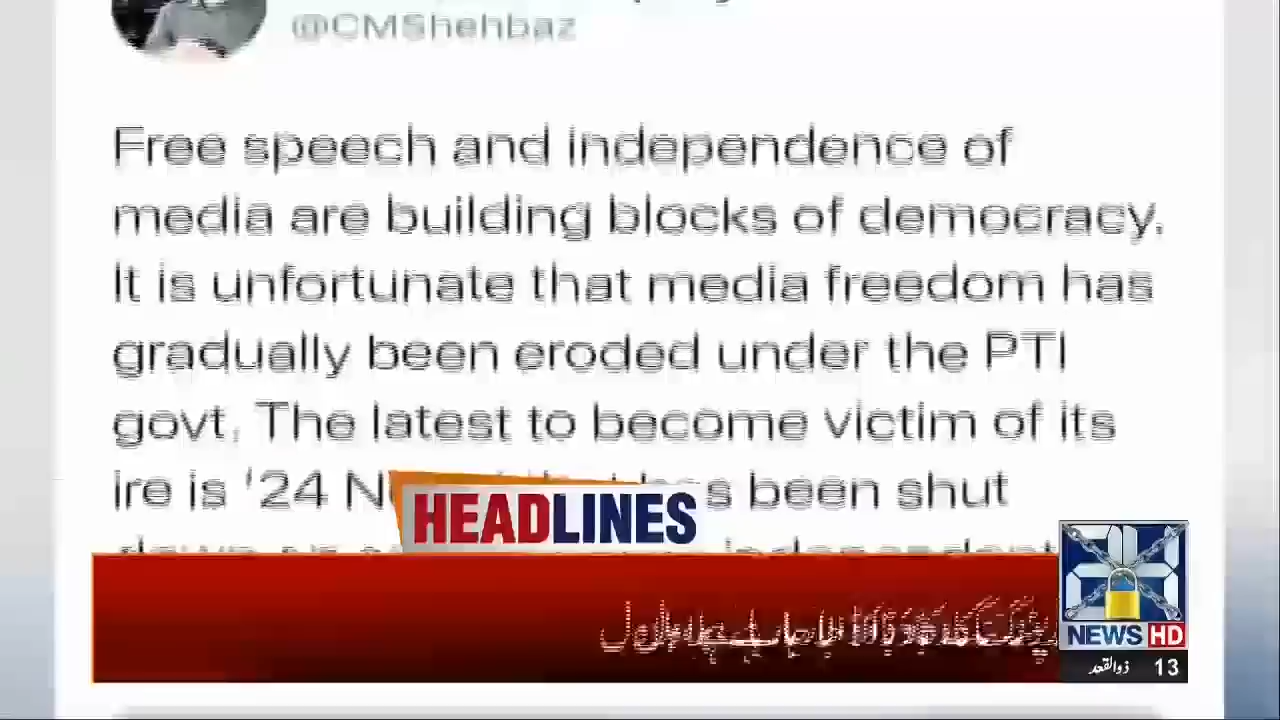 @CMShehbaz
Free speech and independence of
media are building blocks of democracy.
It is unfortunate that media freedom has
gradually been eroded under the PTI
govt. The latest to become victim of its
ire is '24 been shut
HEADLINES
24
NEWS HD
13 ذوالقعد